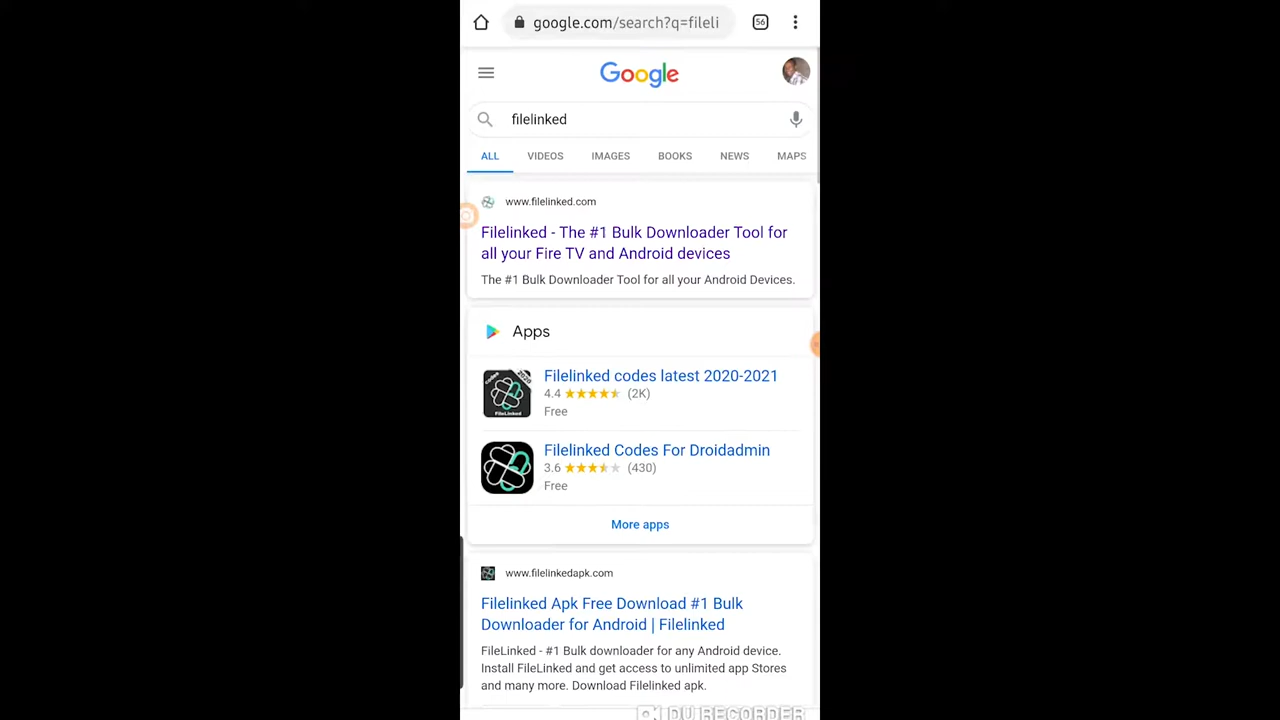 google.com/search?q=fileli
56
Google
filelinked
ALL VIDEOS IMAGES BOOKS NEWS MAPS
www.filelinked.com
Filelinked - The #1 Bulk Downloader Tool for
all your Fire TV and Android devices
The #1 Bulk Downloader Tool for all your Android Devices.
Apps
Codes 2020
FileLinked
Filelinked codes latest 2020-2021
4.4 (2K)
Free
Filelinked Codes For Droidadmin
3.6 (430)
Free
More apps
www.filelinkedapk.com
Filelinked Apk Free Download #1 Bulk
Downloader for Android | Filelinked
FileLinked - #1 Bulk downloader for any Android device.
Install FileLinked and get access to unlimited app Stores
and many more. Download Filelinked apk.
DU RECORDER